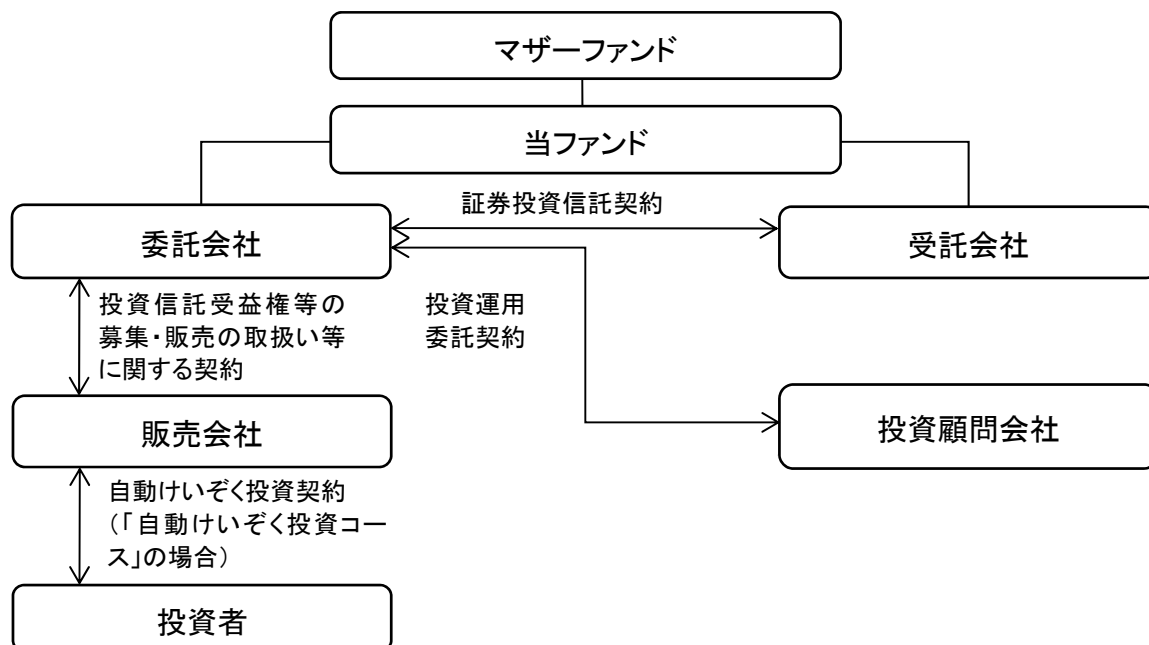 マザーファンド
当ファンド
証券投資信託契約
委託会社
受託会社
投資信託受益権等の
募集・販売の取扱い等
に関する契約
投資運用
委託契約
販売会社
投資顧問会社
自動けいぞく投資契約
(「自動けいぞく投資コー
ス」の場合)
投資者